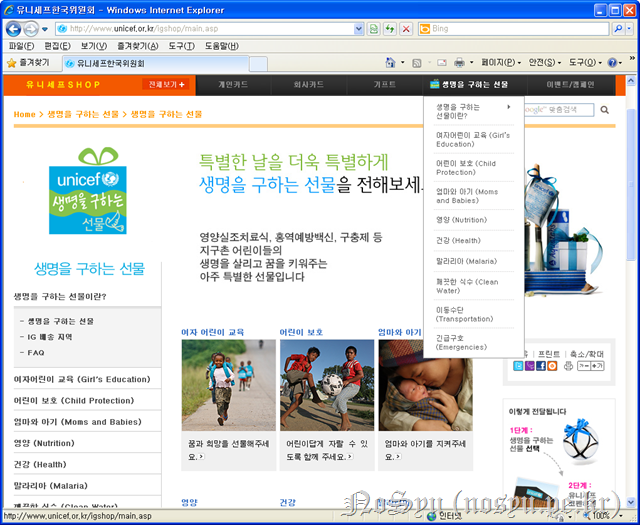 유니세프한국위원회 - Windows Internet Explorer
http://www.unicef.or.kr/igshop/main.asp
Bing
파일(F) 편집(E) 보기(V) 즐겨찾기(A) 도구(T) 도움말(H)
즐겨찾기 유니세프한국위원회 페이지(P) 안전(S) 도구(O)
유니세프SHOP 전체보기 개인카드 회사카드 기프트 생명을 구하는 선물 이벤트/캠페인
Home > 생명을 구하는 선물 > 생명을 구하는 선물
Google™ 맞춤검색
생명을 구하는
선물이란?
여자어린이 교육 (Girl's
Education)
어린이 보호 (Child
Protection)
엄마와 아기 (Moms
and Babies)
영양 (Nutrition)
건강 (Health)
말라리아 (Malaria)
깨끗한 식수 (Clean
Water)
이동수단
(Transportation)
긴급구호
(Emergencies)
unicef
생명을 구하는
선물
특별한 날을 더욱 특별하게
생명을 구하는 선물을 전해보세요
영양실조치료식, 홍역예방백신, 구충제 등
지구촌 어린이들의
생명을 살리고 꿈을 키워주는
아주 특별한 선물입니다
생명을 구하는 선물
생명을 구하는 선물이란?
- 생명을 구하는 선물
- IG 배송 지역
- FAQ
여자어린이 교육 (Girl's Education)
어린이 보호 (Child Protection)
엄마와 아기 (Moms and Babies)
영양 (Nutrition)
건강 (Health)
말라리아 (Malaria)
깨끗한 식수 (Clean Water)
여자 어린이 교육 어린이 보호 엄마와 아기
꿈과 희망을 선물해주세
요.
어린이답게 자랄 수 있
도록 함께 주세요.
엄마와 아기를 지켜주세
요.
영양 건강
프린트 축소/확대
이렇게 전달됩니다
1단계 :
생명을 구하는
선물 선택
2단계 :
유니세프
http://www.unicef.or.kr/igshop/main.asp
인터넷
100%
NoSyu (nosyu.pe.kr)